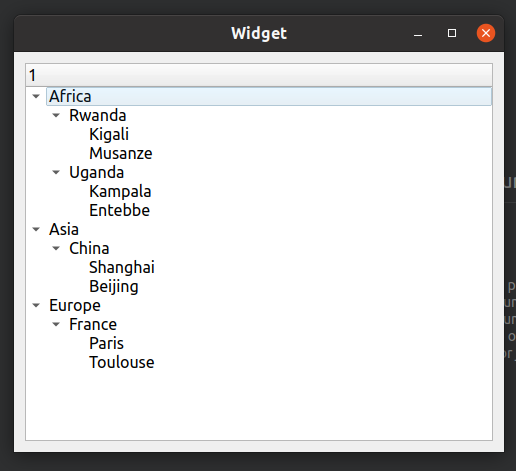 Widget
1
Africa
Rwanda
Kigali
Musanze
Uganda
Kampala
Entebbe
Asia
China
Shanghai
Beijing
Europe
France
Paris
Toulouse